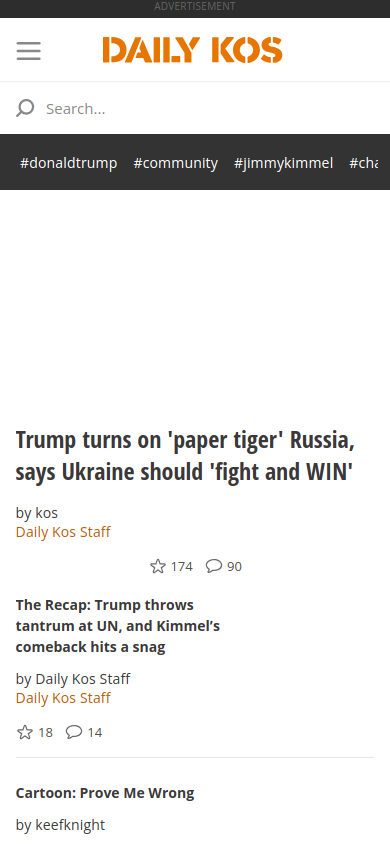 ADVERTISEMENT
DAILY KOS
Search...
#donaldtrump #community #jimmykimmel #cha
Trump turns on 'paper tiger' Russia,
says Ukraine should 'fight and WIN'
by kos
Daily Kos Staff
174 90
The Recap: Trump throws
tantrum at UN, and Kimmel’s
comeback hits a snag
by Daily Kos Staff
Daily Kos Staff
18 14
Cartoon: Prove Me Wrong
by keefknight